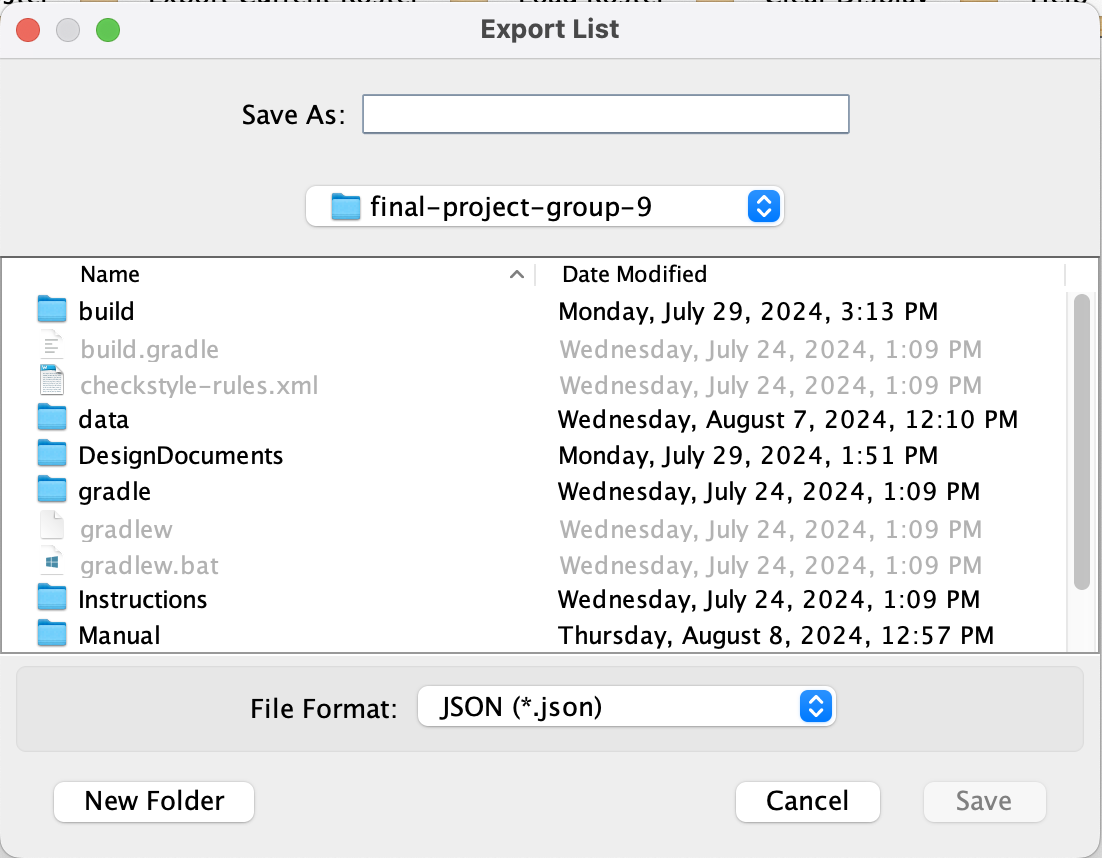 Export List
Save As:
final-project-group-9
Name Date Modified
build Monday, July 29, 2024, 3:13 PM
build.gradle Wednesday, July 24, 2024, 1:09 PM
checkstyle-rules.xml Wednesday, July 24, 2024, 1:09 PM
data Wednesday, August 7, 2024, 12:10 PM
DesignDocuments Monday, July 29, 2024, 1:51 PM
gradle Wednesday, July 24, 2024, 1:09 PM
gradlew Wednesday, July 24, 2024, 1:09 PM
gradlew.bat Wednesday, July 24, 2024, 1:09 PM
Instructions Wednesday, July 24, 2024, 1:09 PM
Manual Thursday, August 8, 2024, 12:57 PM
File Format: JSON (*.json)
New Folder Cancel Save